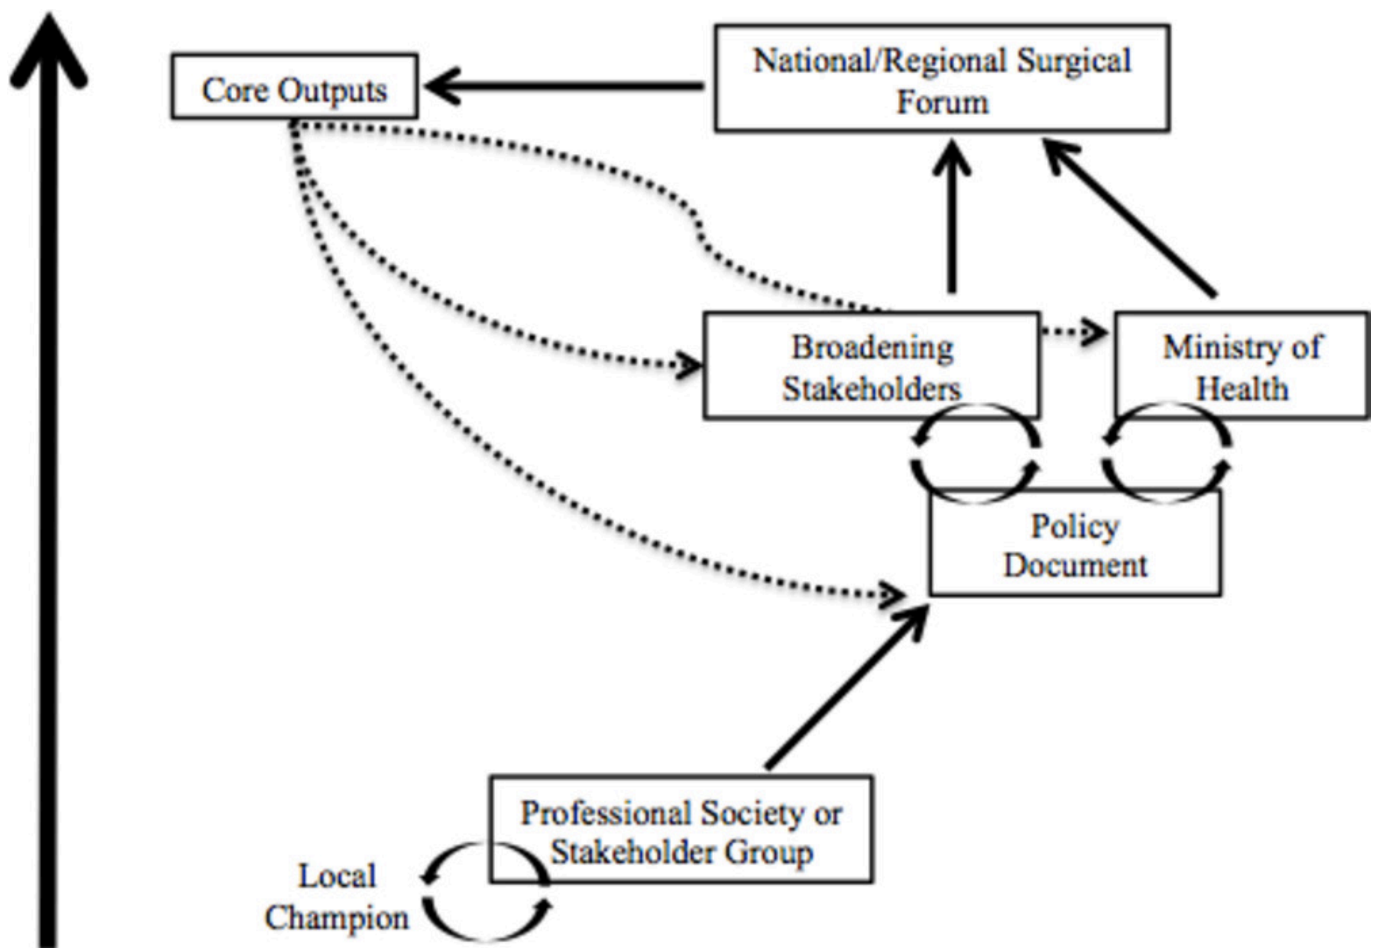 National/Regional Surgical
Forum
Core Outputs
Broadening
Stakeholders
Ministry of
Health
Policy
Document
Professional Society or
Stakeholder Group
Local
Champion